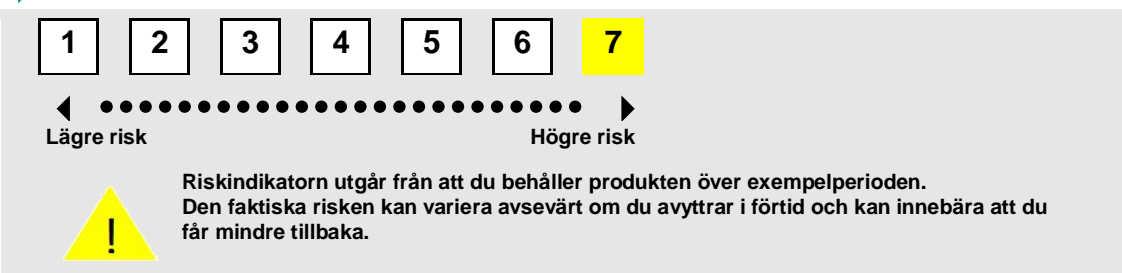 1 2 3 4 5 6 7
Lägre risk Högre risk
Riskindikatorn utgår från att du behåller produkten över exempelperioden.
Den faktiska risken kan variera avsevärt om du avyttrar i förtid och kan innebära att du
får mindre tillbaka.
!